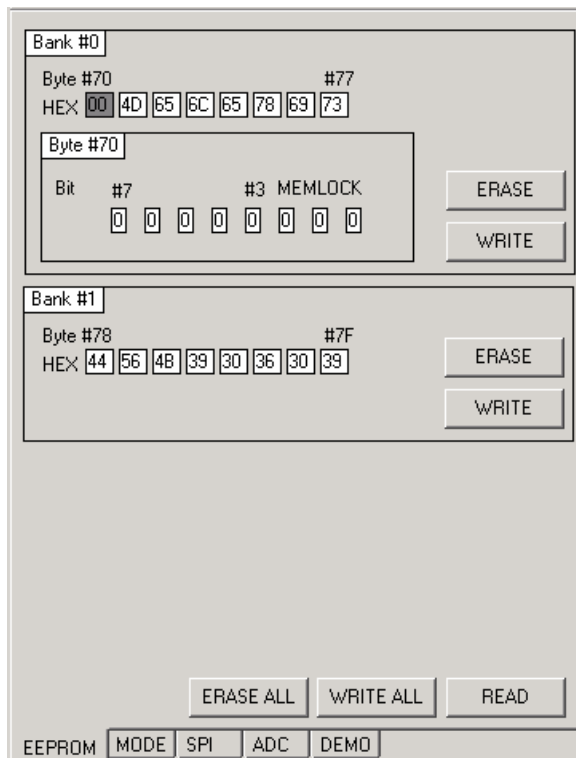 Bank #0
Byte #70 #77
HEX 00 4D 65 6C 65 78 69 73
Byte #70
Bit #7 #3 MEMLOCK
0 0 0 0 0 0 0 0
ERASE
WRITE
Bank #1
Byte #78 #7F
HEX 44 56 4B 39 30 36 30 39
ERASE
WRITE
ERASE ALL WRITE ALL READ
EEPROM MODE SPI ADC DEMO